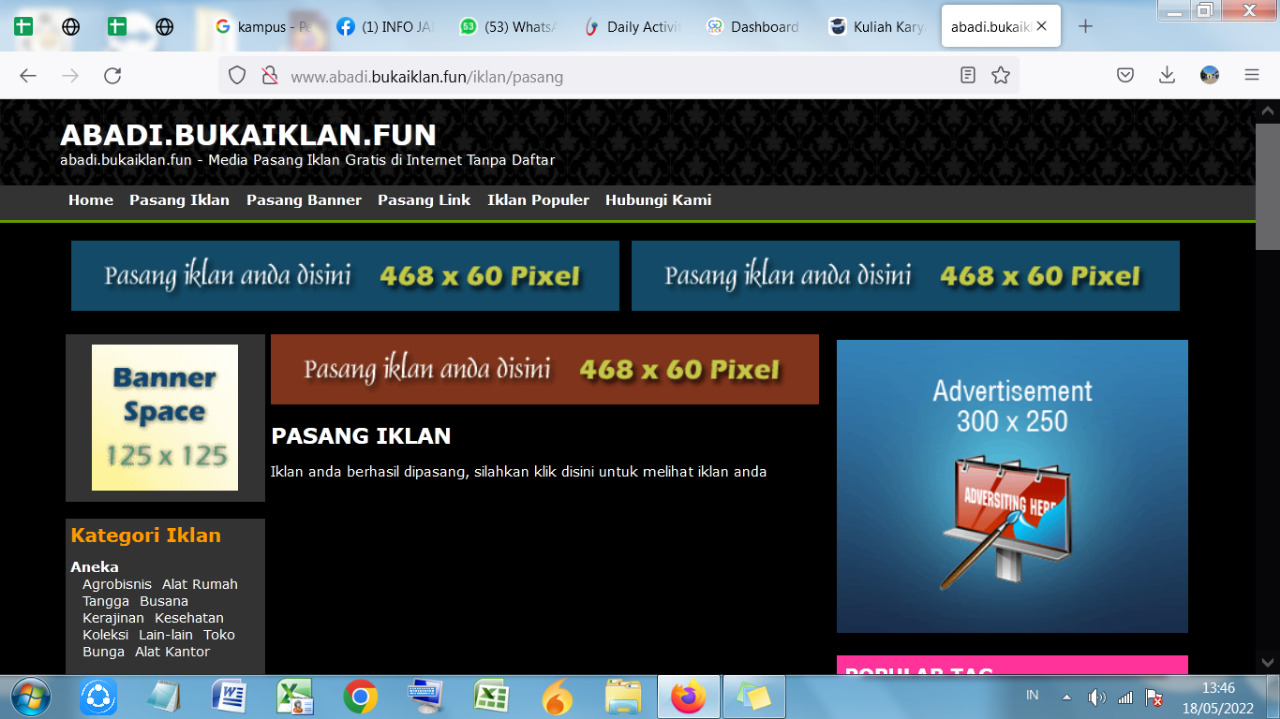 kampus - Pe
(1) INFO JA
(53) WhatsA
Daily Activit
Dashboard
Kuliah Karya
abadi.bukaikl
www.abadi.bukaiklan.fun/iklan/pasang
ABADI.BUKAIKLAN.FUN
abadi.bukaiklan.fun - Media Pasang Iklan Gratis di Internet Tanpa Daftar
Home Pasang Iklan Pasang Banner Pasang Link Iklan Populer Hubungi Kami
Pasang iklan anda disini 468 x 60 Pixel
Pasang iklan anda disini 468 x 60 Pixel
Banner
Space
125 x 125
Pasang iklan anda disini 468 x 60 Pixel
PASANG IKLAN
Iklan anda berhasil dipasang, silahkan klik disini untuk melihat iklan anda
Advertisement
300 x 250
ADVERSITING HERE
Kategori Iklan
Aneka
Agrobisnis Alat Rumah
Tangga Busana
Kerajinan Kesehatan
Koleksi Lain-lain Toko
Bunga Alat Kantor
POPULAR TAG
IN
13:46
18/05/2022